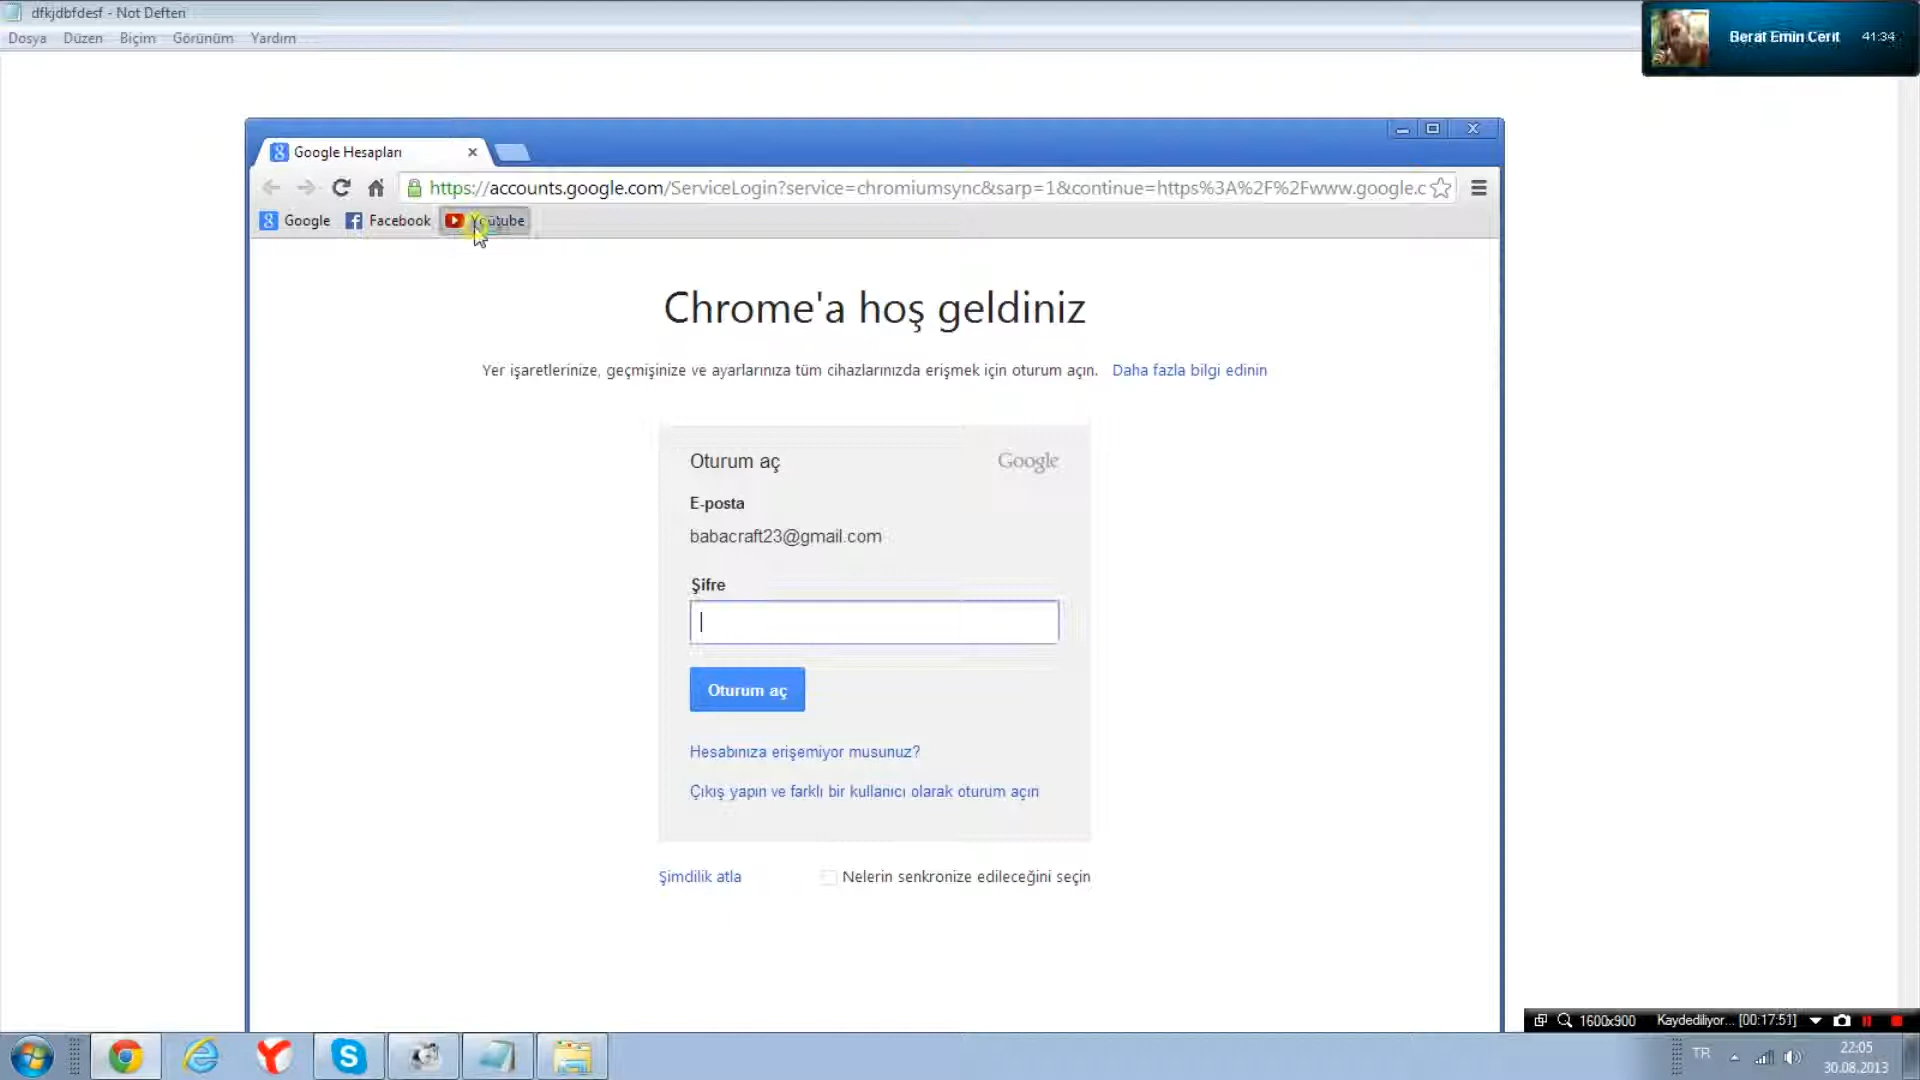 dfkjdbfdesf - Not Defteri
Dosya Düzen Biçim Görünüm Yardım
Berat Emin Cerit 41:34
Google Hesapları
https://accounts.google.com/ServiceLogin?service=chromiumsync&sarp=1&continue=https%3A%2F%2Fwww.google.c
Google Facebook Youtube
Chrome'a hoş geldiniz
Yer işaretlerinize, geçmişinize ve ayarlarınıza tüm cihazlarınızda erişmek için oturum açın. Daha fazla bilgi edinin
Oturum aç Google
E-posta
babacraft23@gmail.com
Şifre
Oturum aç
Hesabınıza erişemiyor musunuz?
Çıkış yapın ve farklı bir kullanıcı olarak oturum açın
Şimdilik atla Nelerin senkronize edileceğini seçin
1600x900 Kaydediliyor... [00:17:51]
TR 22:05
30.08.2013